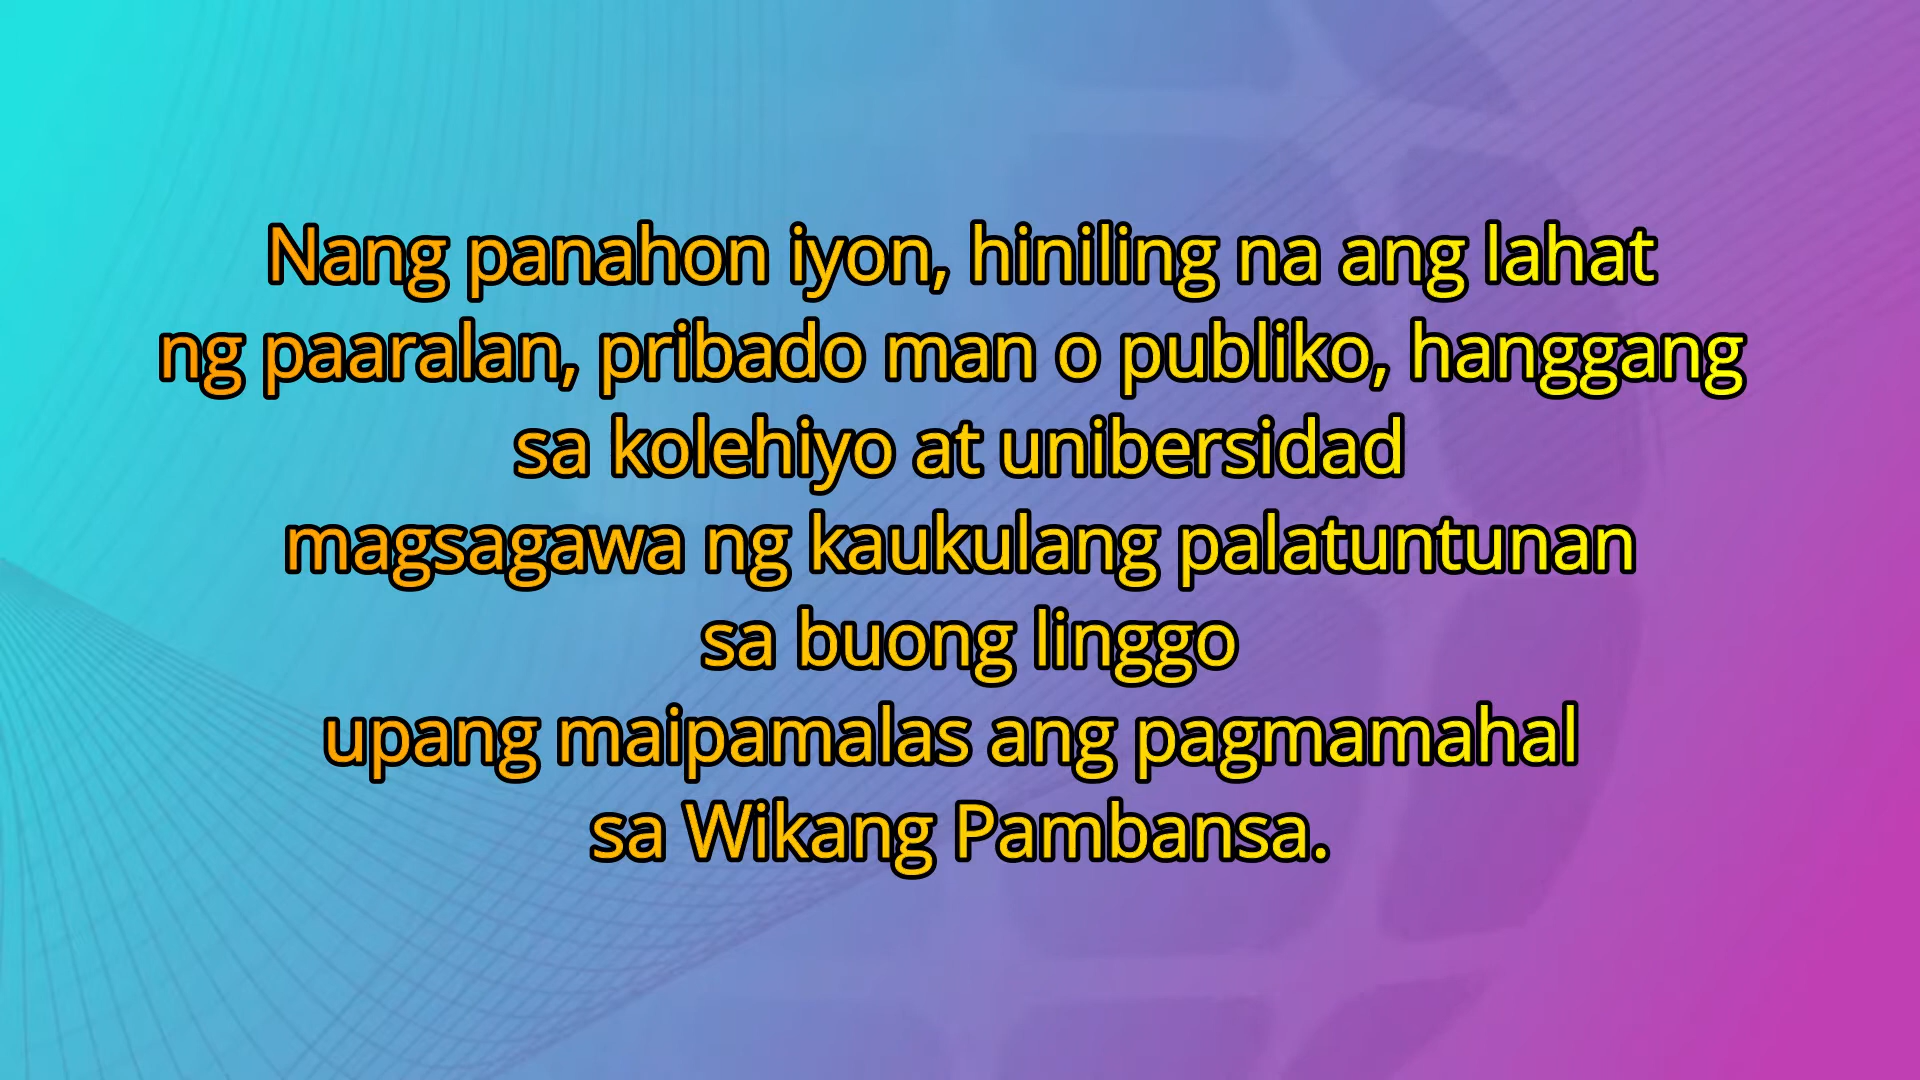 Nang panahon iyon, hiniling na ang lahat
ng paaralan, pribado man o publiko, hanggang
sa kolehiyo at unibersidad
magsagawa ng kaukulang palatuntunan
sa buong linggo
upang maipamalas ang pagmamahal
sa Wikang Pambansa.